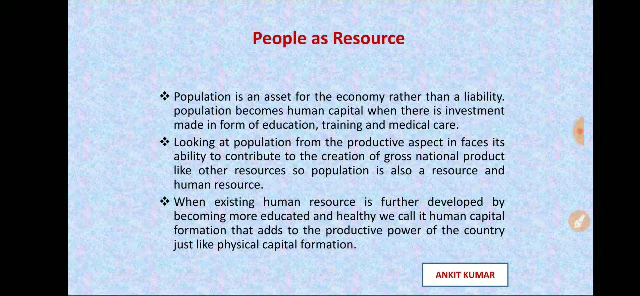 People as Resource
❖ Population is an asset for the economy rather than a liability.
population becomes human capital when there is investment
made in form of education, training and medical care.
❖ Looking at population from the productive aspect in faces its
ability to contribute to the creation of gross national product
like other resources so population is also a resource and
human resource.
❖ When existing human resource is further developed by
becoming more educated and healthy we call it human capital
formation that adds to the productive power of the country
just like physical capital formation.
ANKIT KUMAR